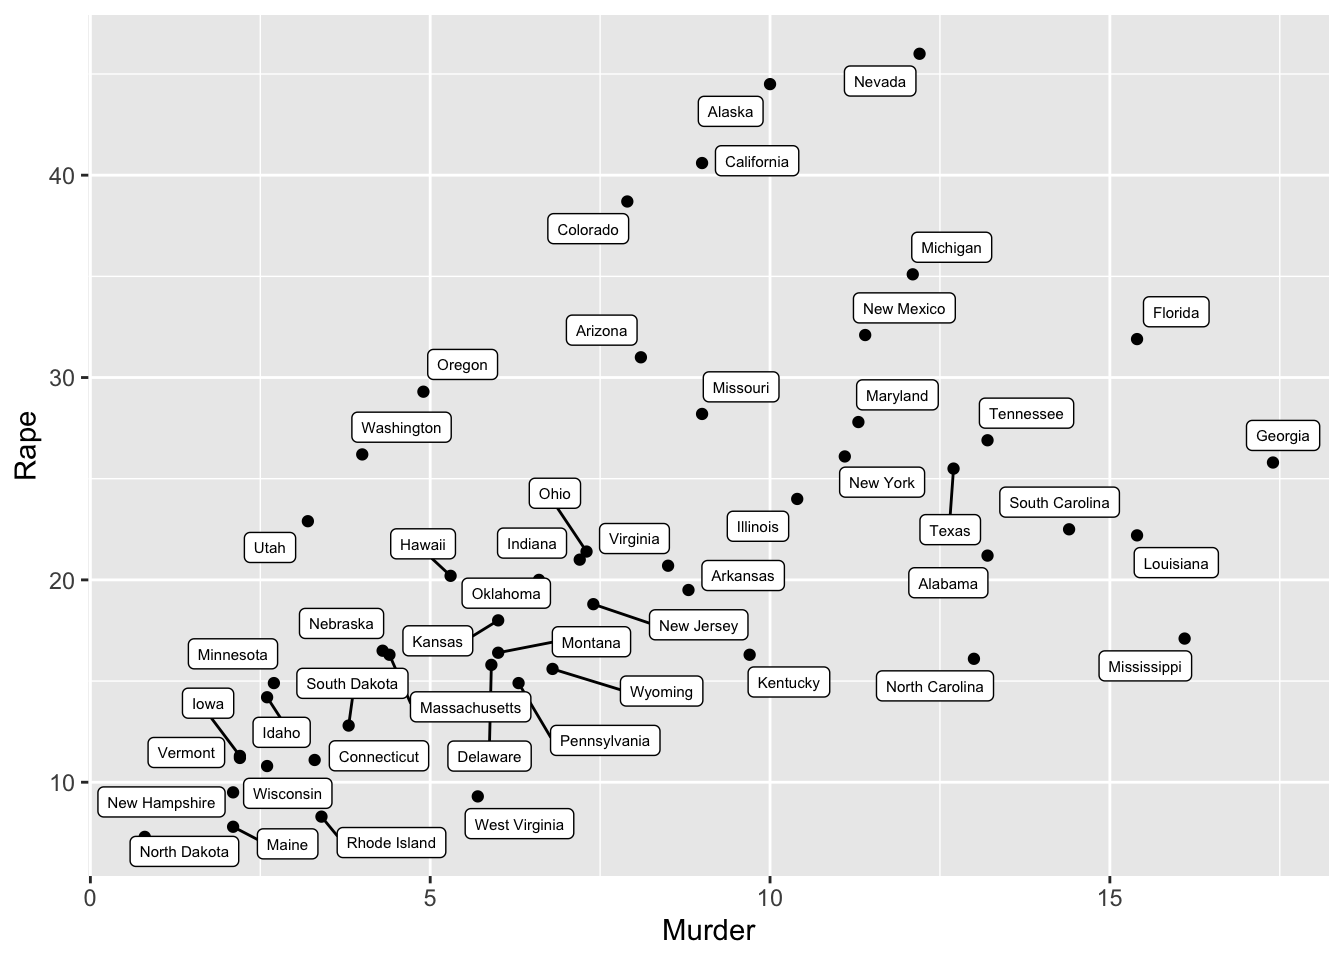 Nevada
Alaska
California
Colorado
Michigan
New Mexico
Florida
Arizona
Oregon
Missouri
Maryland
Tennessee
Washington
Georgia
New York
Ohio
South Carolina
Illinois
Texas
Utah
Hawaii
Indiana
Virginia
Louisiana
Arkansas
Alabama
Oklahoma
Nebraska
Kansas
New Jersey
Montana
Minnesota
Mississippi
South Dakota
Kentucky
North Carolina
Wyoming
Iowa
Massachusetts
Idaho
Pennsylvania
Vermont
Connecticut
Delaware
New Hampshire
Wisconsin
West Virginia
North Dakota
Maine
Rhode Island
40
30
20
10
Rape
0
5
10
15
Murder